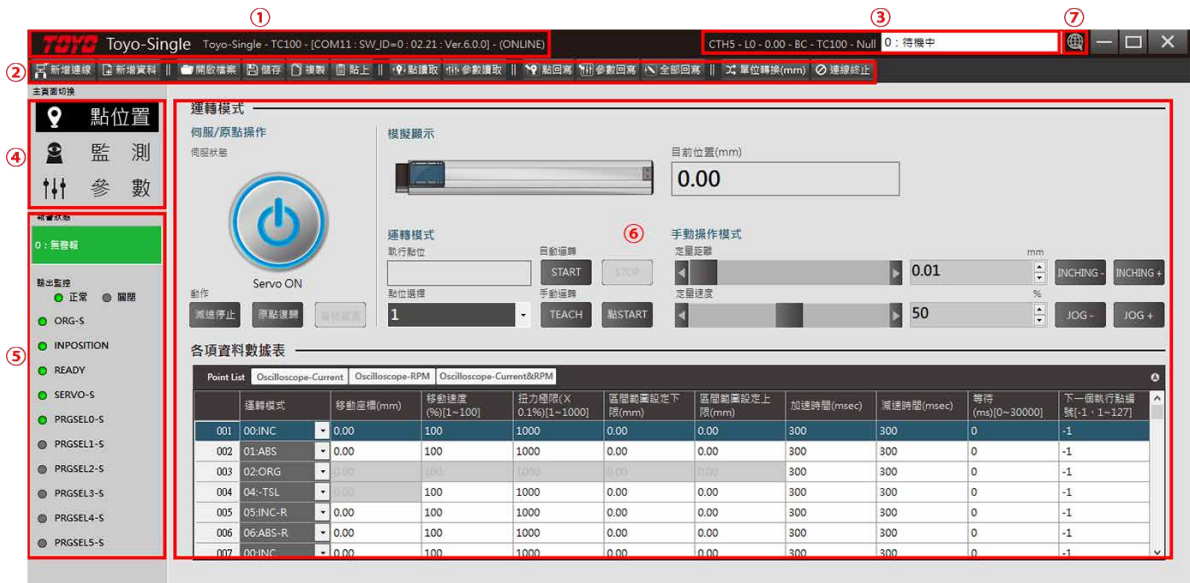 ①
③
⑦
TOYO Toyo-Single Toyo-Single - TC100 - [COM11 : SW_ID=0 : 02.21 : Ver.6.0.0] - (ONLINE)
CTH5 - L0 - 0.00 - BC - TC100 - Null 0：待機中
② 新增連線 新增資料 || 開啟檔案 儲存 複製 貼上 || 點讀取 參數讀取 || 點回寫 參數回寫 全部回寫 || 單位轉換(mm) 連線終止
主頁面切換
④
點位置
監 測
參 數
⑤
0：無警報
輸出監控
正常 關閉
ORG-S
INPOSITION
READY
SERVO-S
PRGSEL0-S
PRGSEL1-S
PRGSEL2-S
PRGSEL3-S
PRGSEL4-S
PRGSEL5-S
運轉模式
伺服/原點操作
伺服狀態
Servo ON
動作
減速停止 原點復歸
模擬顯示
目前位置(mm)
0.00
運轉模式
⑥
執行點位 自動運轉
START STOP
點位選擇 手動運轉
1 TEACH 點START
手動操作模式
定量距離 mm
0.01 INCHING - INCHING +
定量速度 %
50 JOG - JOG +
各項資料數據表
Point List Oscilloscope-Current Oscilloscope-RPM Oscilloscope-Current&RPM
運轉模式 移動座標(mm) 移動速度(%)[1~100] 扭力極限(X 0.1%)[1~1000] 區間範圍設定下限(mm) 區間範圍設定上限(mm) 加速時間(msec) 減速時間(msec) 等待(ms)[0~30000] 下一個執行點編號[-1、1~127]
001 00:INC 0.00 100 1000 0.00 0.00 300 300 0 -1
002 01:ABS 0.00 100 1000 0.00 0.00 300 300 0 -1
003 02:ORG 0.00 100 1000 0.00 0.00 300 300 0 -1
004 04:-TSL 0.00 100 1000 0.00 0.00 300 300 0 -1
005 05:INC-R 0.00 100 1000 0.00 0.00 300 300 0 -1
006 06:ABS-R 0.00 100 1000 0.00 0.00 300 300 0 -1
007 00:INC 0.00 100 1000 0.00 0.00 300 300 0 -1